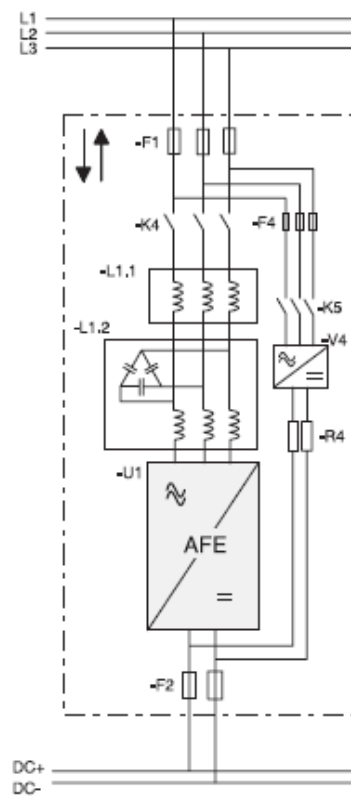 L1
L2
L3
-F1
-K4
-F4
-L1.1
-K5
-L1.2
-V4
-R4
-U1
AFE
-F2
DC+
DC-